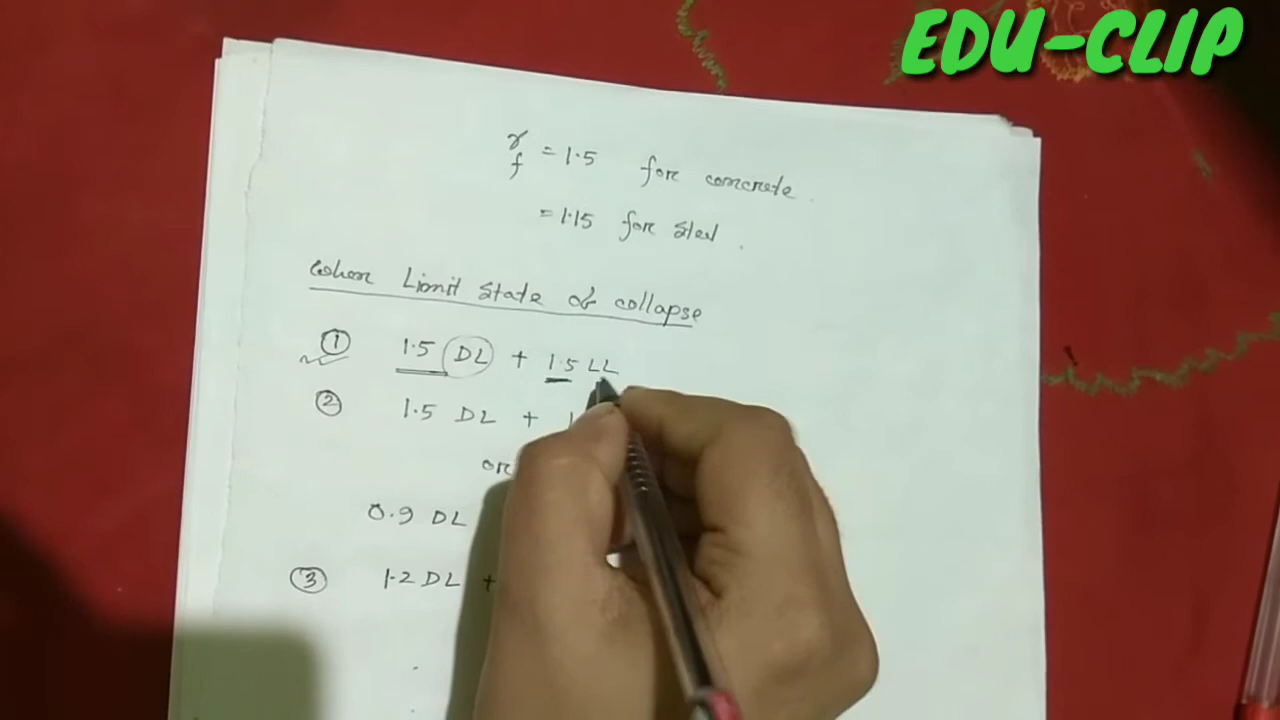 EDU-CLIP
γf = 1.5 for concrete.
= 1.15 for steel.
When Limit State of collapse
① 1.5 DL + 1.5 LL
② 1.5 DL + 1
or
0.9 DL
③ 1.2 DL +